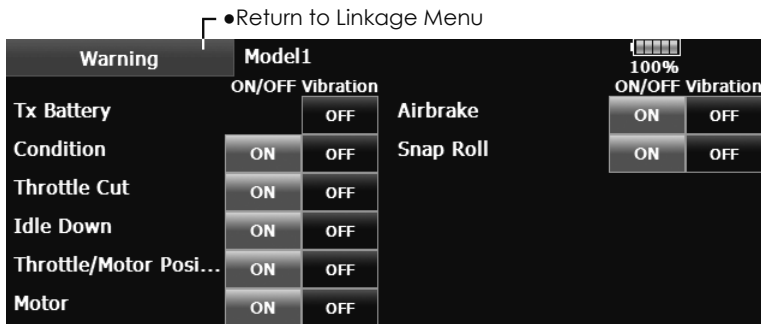 ●Return to Linkage Menu
Warning Model1 100%
ON/OFF Vibration ON/OFF Vibration
Tx Battery OFF Airbrake ON OFF
Condition ON OFF Snap Roll ON OFF
Throttle Cut ON OFF
Idle Down ON OFF
Throttle/Motor Posi... ON OFF
Motor ON OFF